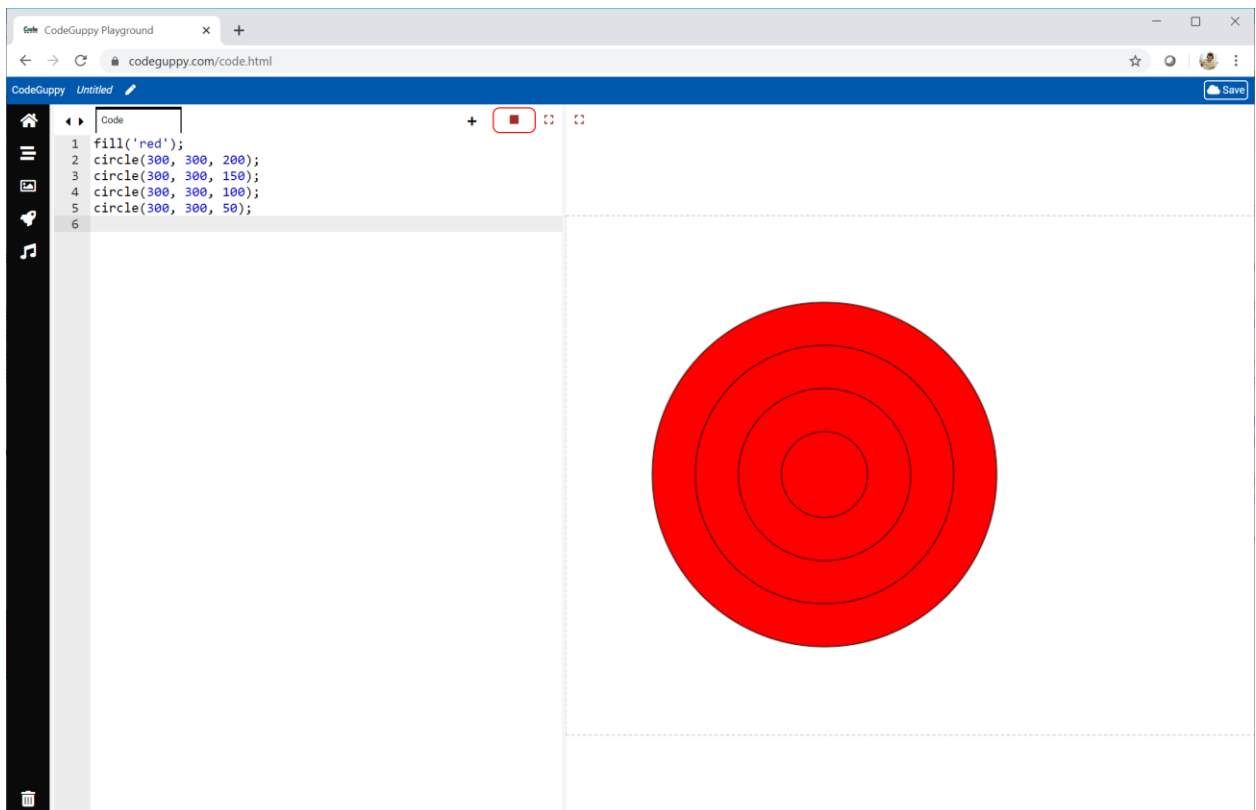 Code CodeGuppy Playground
codeguppy.com/code.html
CodeGuppy Untitled Save
Code
1 fill('red');
2 circle(300, 300, 200);
3 circle(300, 300, 150);
4 circle(300, 300, 100);
5 circle(300, 300, 50);
6